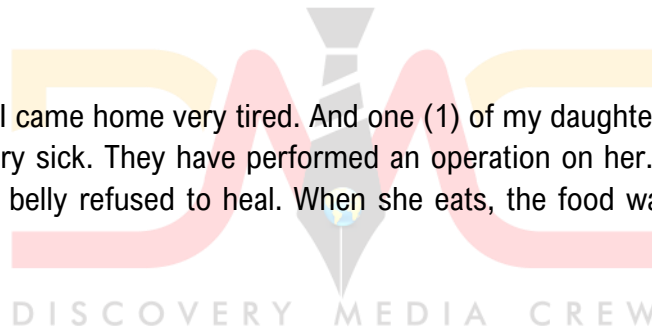 I came home very tired. And one (1) of my daughte
ry sick. They have performed an operation on her.
belly refused to heal. When she eats, the food wa
DMC
DISCOVERY MEDIA CREW